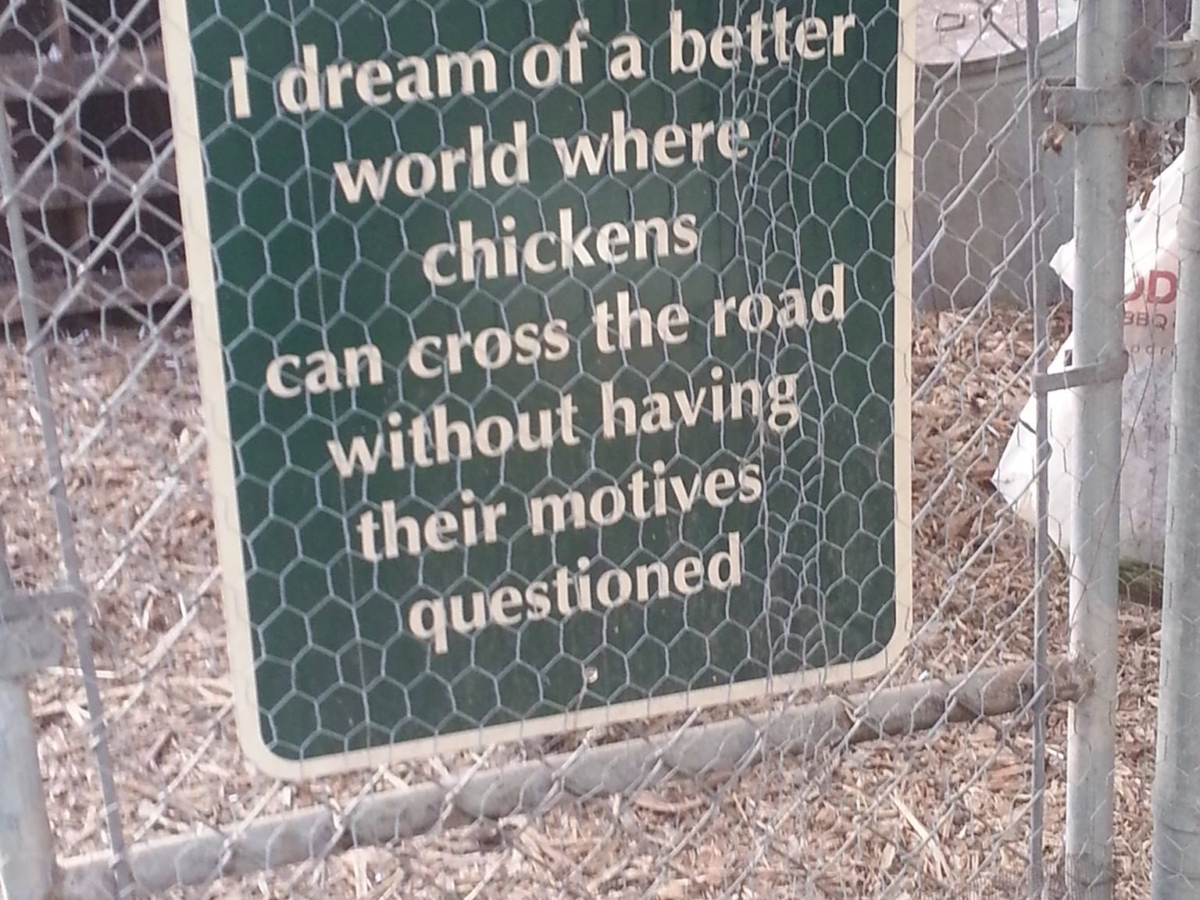 I dream of a better
world where
chickens
can cross the road
without having
their motives
questioned
BBQ